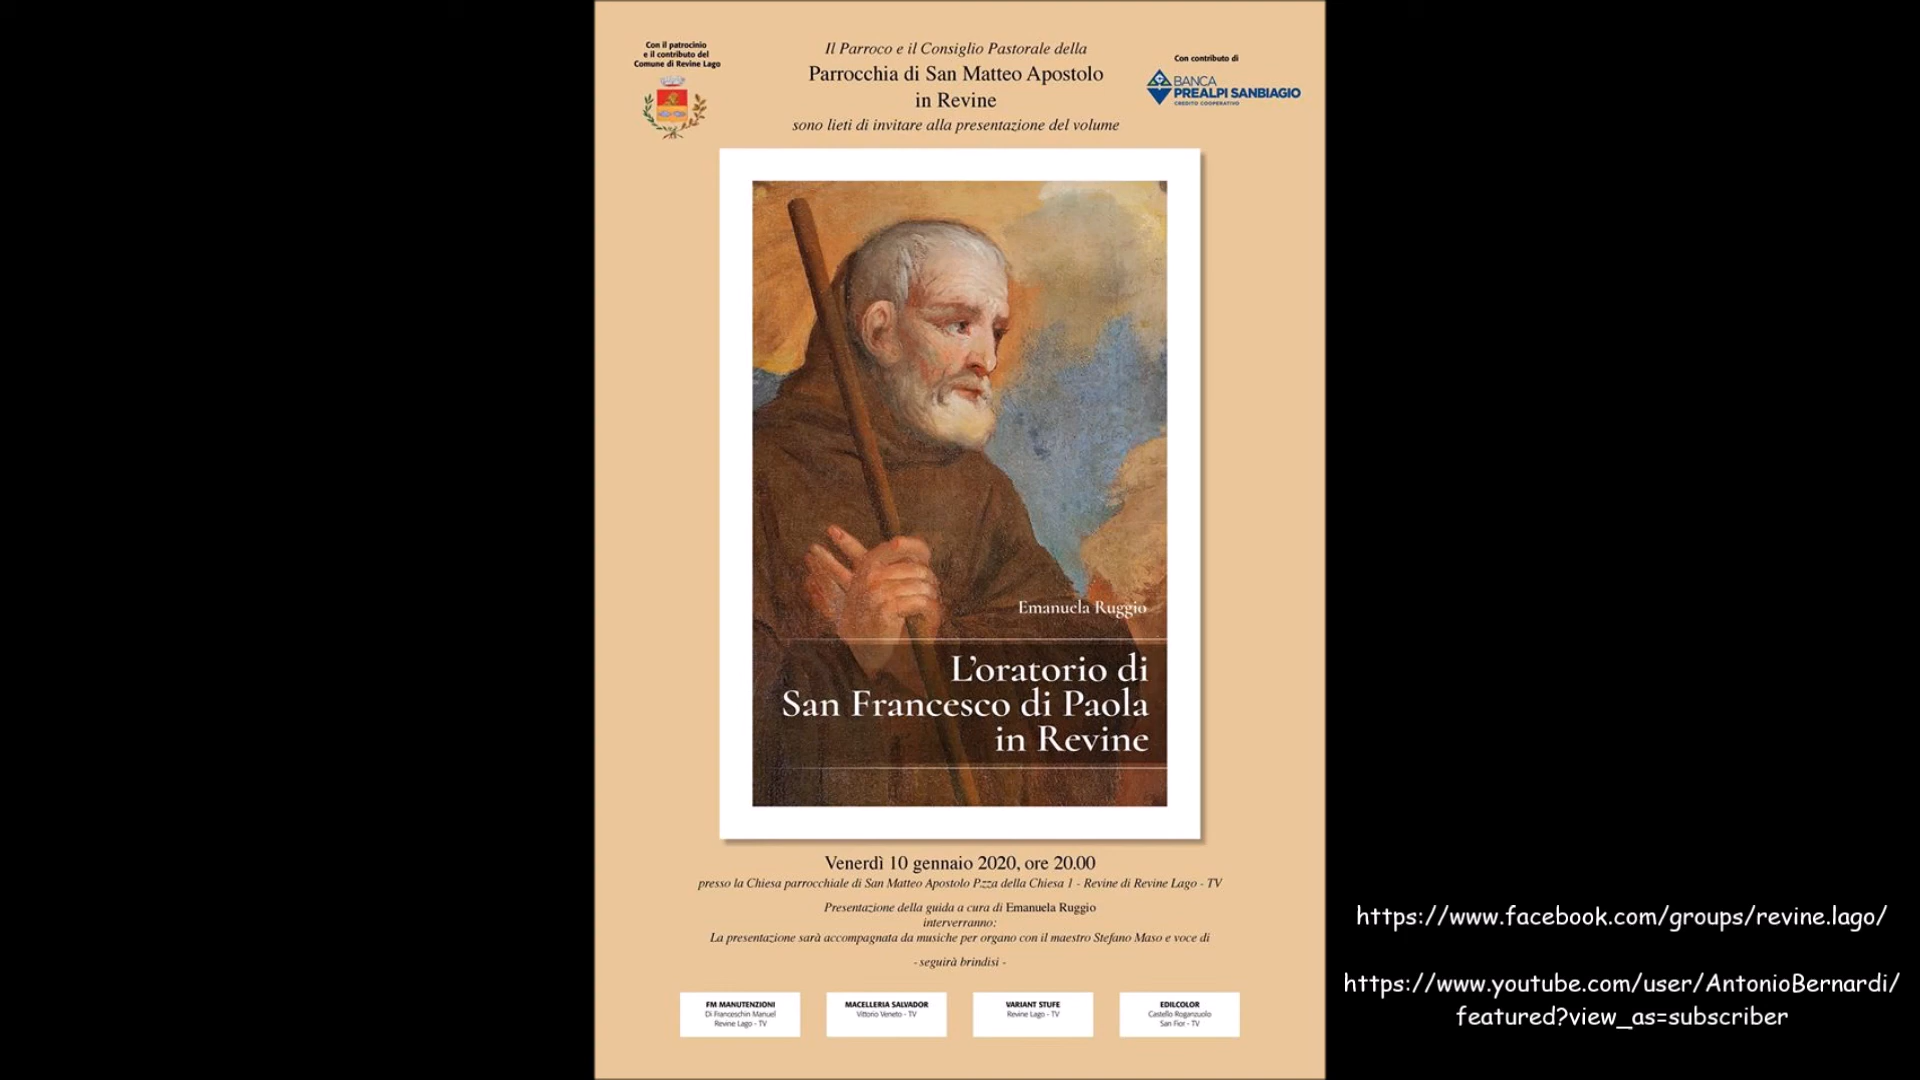 Con il patrocinio
e il contributo del
Comune di Revine Lago
Il Parroco e il Consiglio Pastorale della
Parrocchia di San Matteo Apostolo
in Revine
sono lieti di invitare alla presentazione del volume
Con contributo di
BANCA
PREALPI SANBIAGIO
CREDITO COOPERATIVO
Emanuela Ruggio
L'oratorio di
San Francesco di Paola
in Revine
Venerdì 10 gennaio 2020, ore 20.00
presso la Chiesa parrocchiale di San Matteo Apostolo P.zza della Chiesa 1 - Revine di Revine Lago - TV
Presentazione della guida a cura di Emanuela Ruggio
interverranno:
La presentazione sarà accompagnata da musiche per organo con il maestro Stefano Maso e voce di
- seguirà brindisi -
FM MANUTENZIONI
Di Franceschin Manuel
Revine Lago - TV
MACELLERIA SALVADOR
Vittorio Veneto - TV
VARIANT STUFE
Revine Lago - TV
EDILCOLOR
Castello Roganzuolo
San Fior - TV
https://www.facebook.com/groups/revine.lago/
https://www.youtube.com/user/AntonioBernardi/
featured?view_as=subscriber